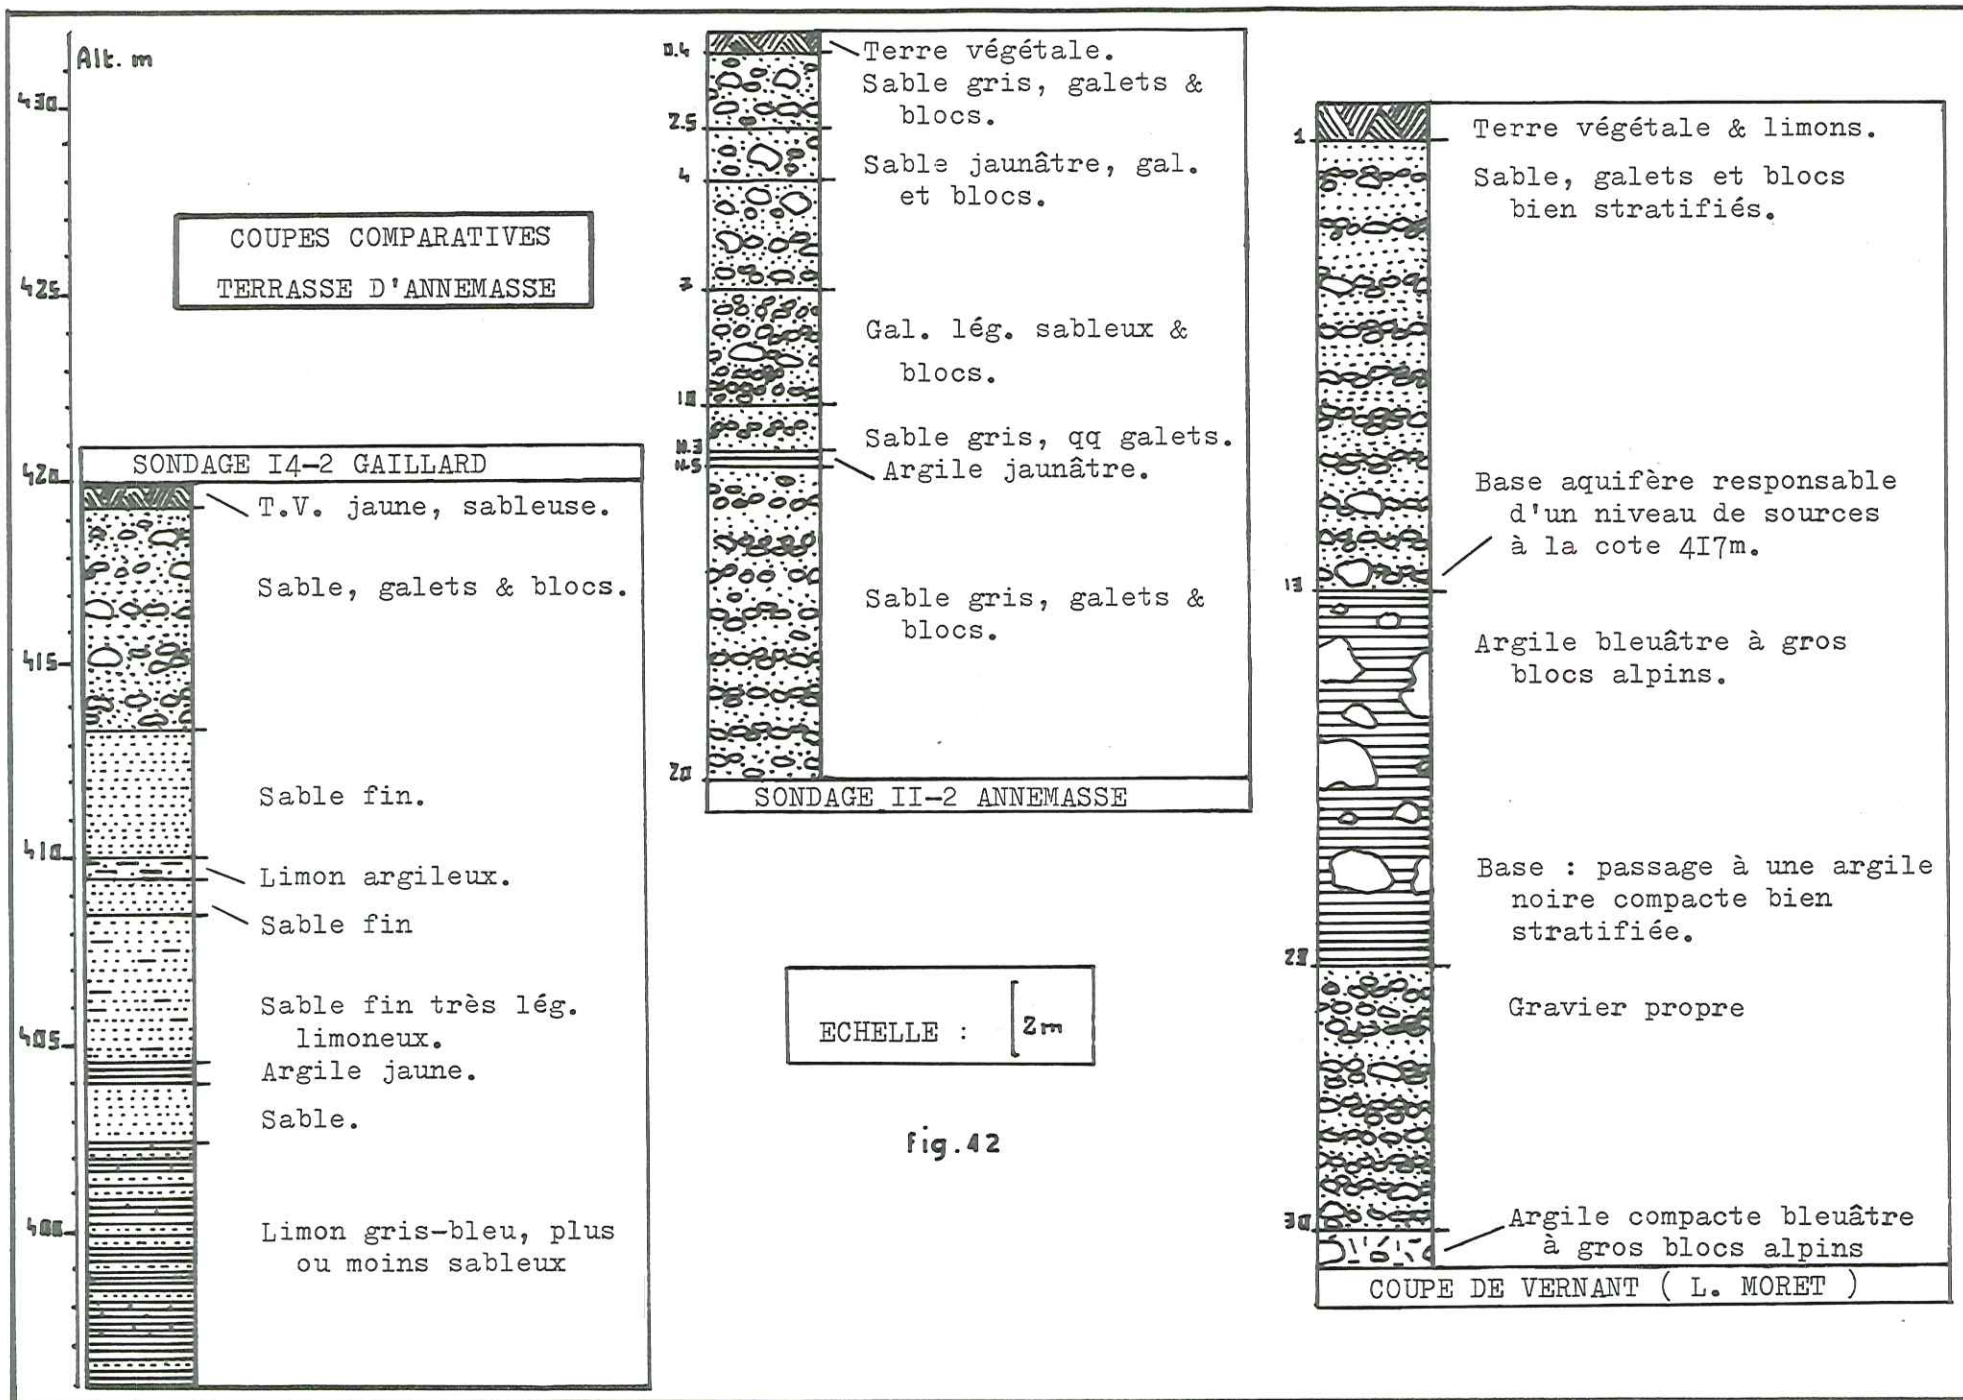 Alt. m
430
425
420
415
410
405
400
COUPES COMPARATIVES
TERRASSE D'ANNEMASSE
SONDAGE I4-2 GAILLARD
T.V. jaune, sableuse.
Sable, galets & blocs.
Sable fin.
Limon argileux.
Sable fin
Sable fin très lég.
limoneux.
Argile jaune.
Sable.
Limon gris-bleu, plus
ou moins sableux
0.4
2.5
4
7
10
11.3
11.5
20
Terre végétale.
Sable gris, galets &
blocs.
Sable jaunâtre, gal.
et blocs.
Gal. lég. sableux &
blocs.
Sable gris, qq galets.
Argile jaunâtre.
Sable gris, galets &
blocs.
SONDAGE II-2 ANNEMASSE
ECHELLE : 2m
Fig.42
1
13
23
30
Terre végétale & limons.
Sable, galets et blocs
bien stratifiés.
Base aquifère responsable
d'un niveau de sources
à la cote 4I7m.
Argile bleuâtre à gros
blocs alpins.
Base : passage à une argile
noire compacte bien
stratifiée.
Gravier propre
Argile compacte bleuâtre
à gros blocs alpins
COUPE DE VERNANT ( L. MORET )